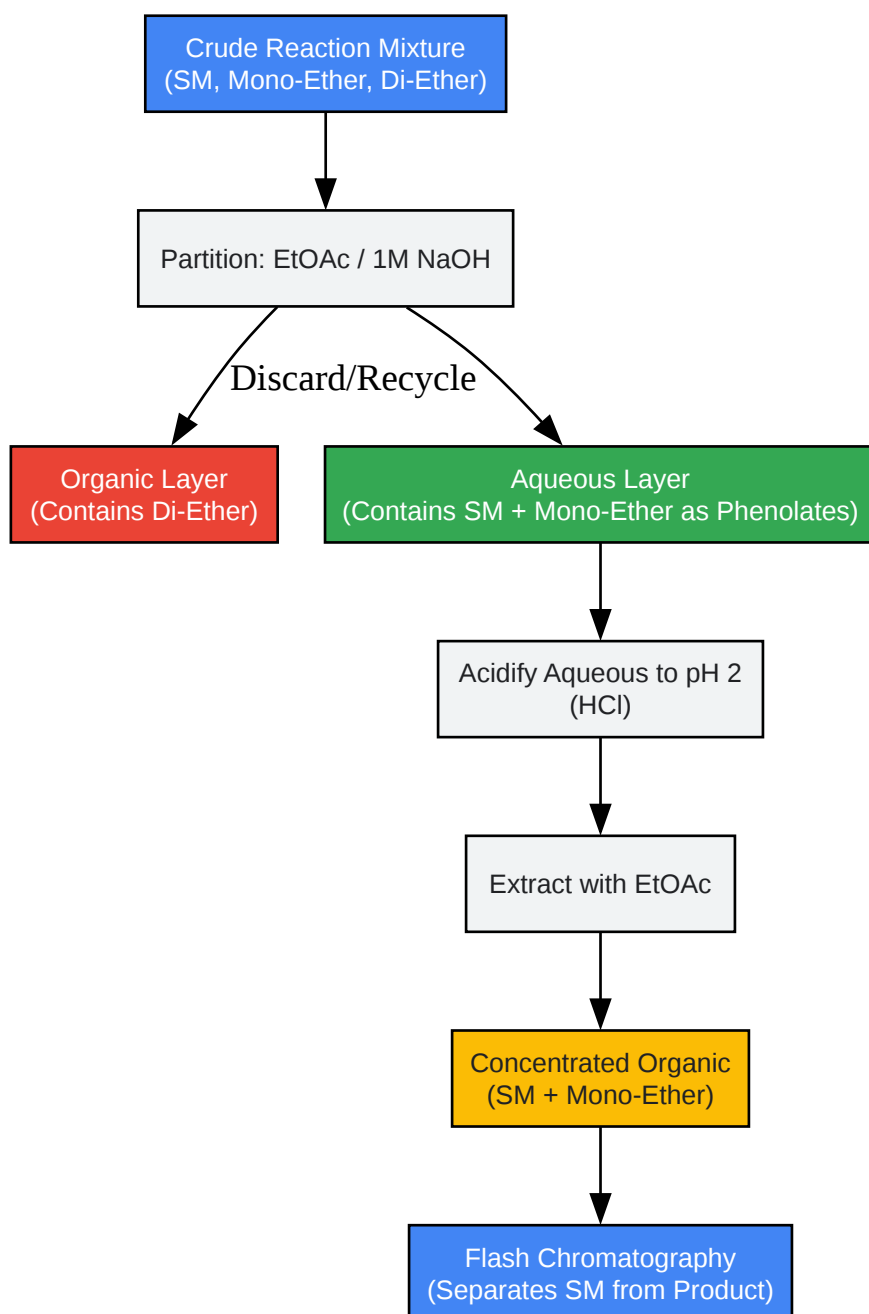 Crude Reaction Mixture
(SM, Mono-Ether, Di-Ether)
Partition: EtOAc / 1M NaOH
Discard/Recycle
Organic Layer
(Contains Di-Ether)
Aqueous Layer
(Contains SM + Mono-Ether as Phenolates)
Acidify Aqueous to pH 2
(HCl)
Extract with EtOAc
Concentrated Organic
(SM + Mono-Ether)
Flash Chromatography
(Separates SM from Product)